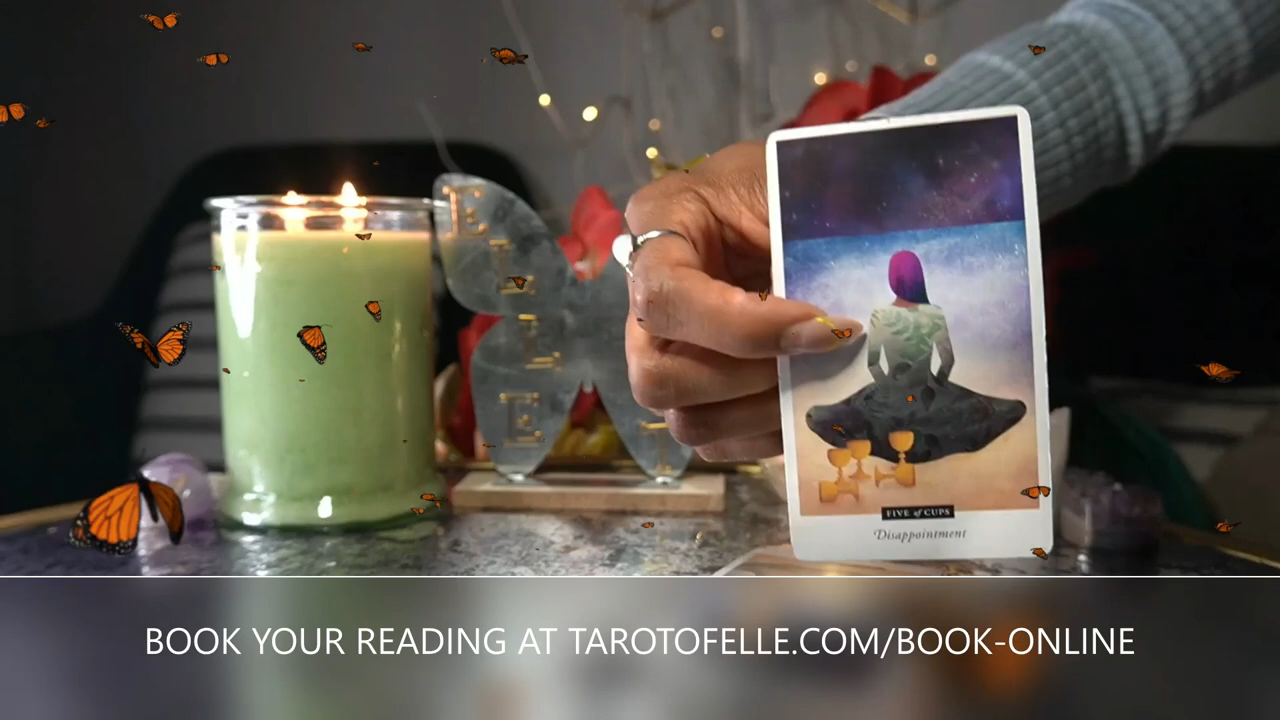 E
L
L
E
T
FIVE of CUPS
Disappointment
BOOK YOUR READING AT TAROTOFELLE.COM/BOOK-ONLINE